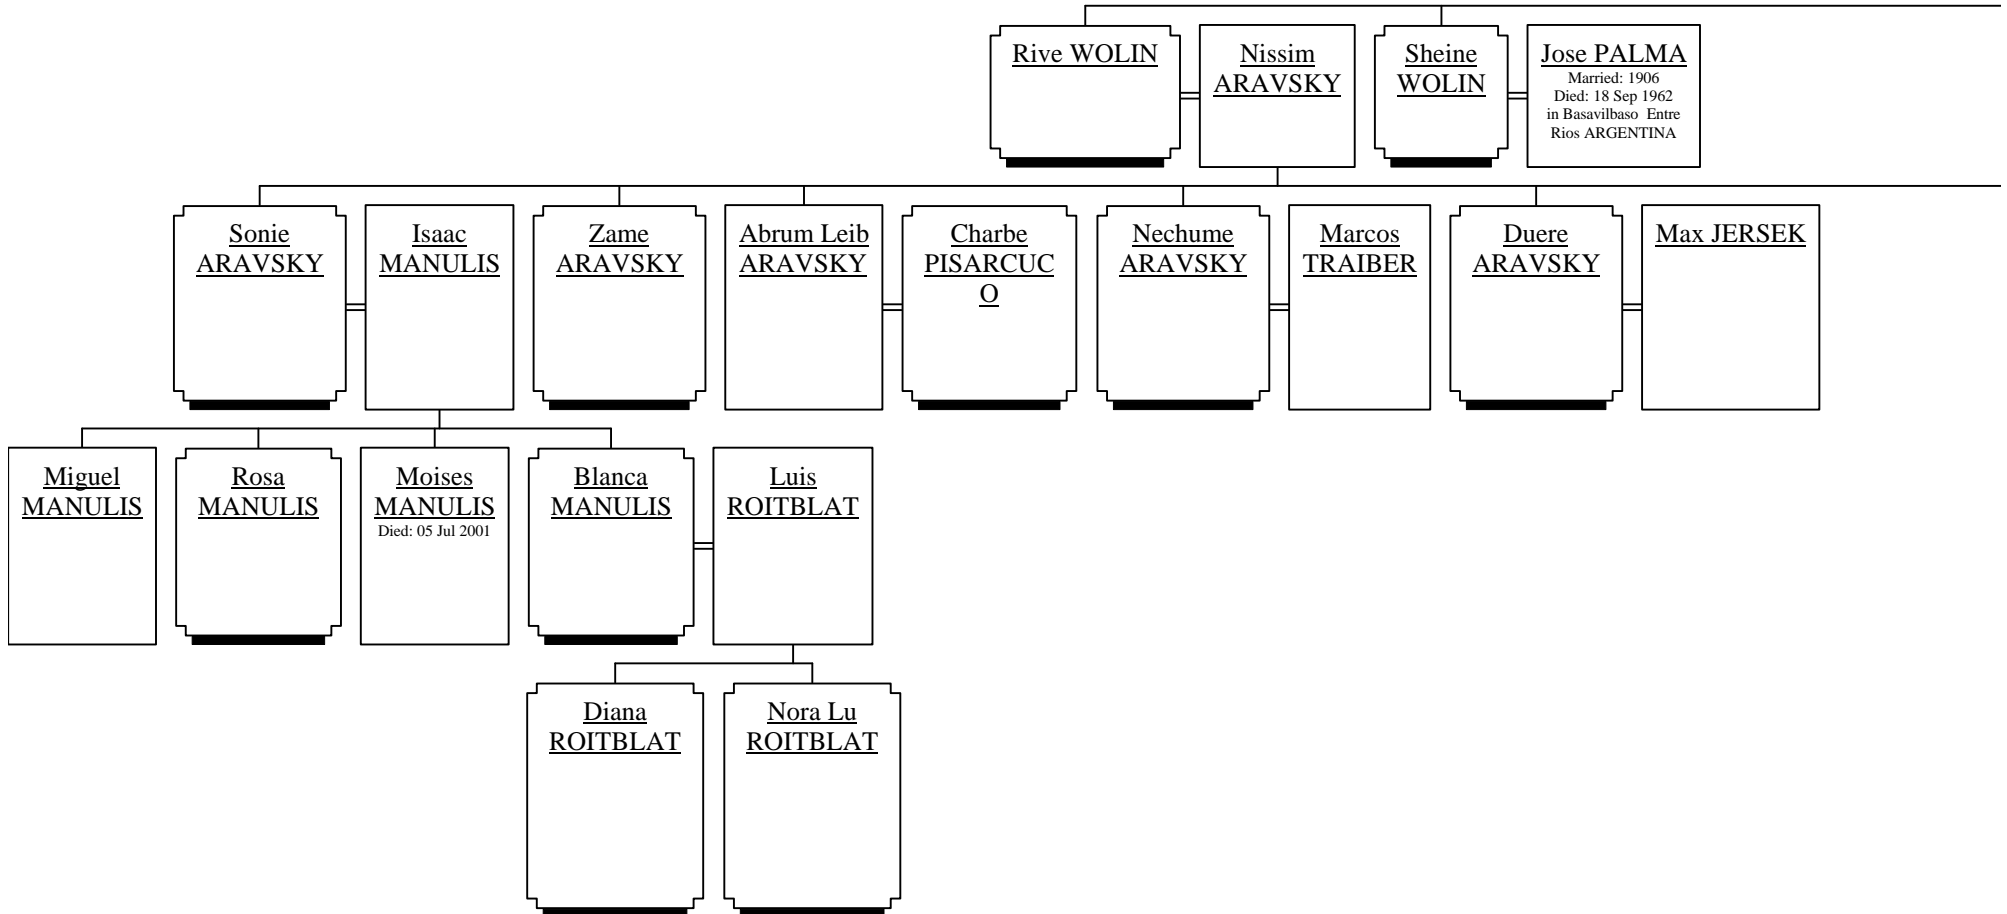 Rive WOLIN
Nissim
ARAVSKY
Sheine
WOLIN
Jose PALMA
Married: 1906
Died: 18 Sep 1962
in Basavilbaso  Entre
Rios ARGENTINA
Sonie
ARAVSKY
Isaac
MANULIS
Zame
ARAVSKY
Abrum Leib
ARAVSKY
Charbe
PISARCUC
O
Nechume
ARAVSKY
Marcos
TRAIBER
Duere
ARAVSKY
Max JERSEK
Miguel
MANULIS
Rosa
MANULIS
Moises
MANULIS
Died: 05 Jul 2001
Blanca
MANULIS
Luis
ROITBLAT
Diana
ROITBLAT
Nora Lu
ROITBLAT